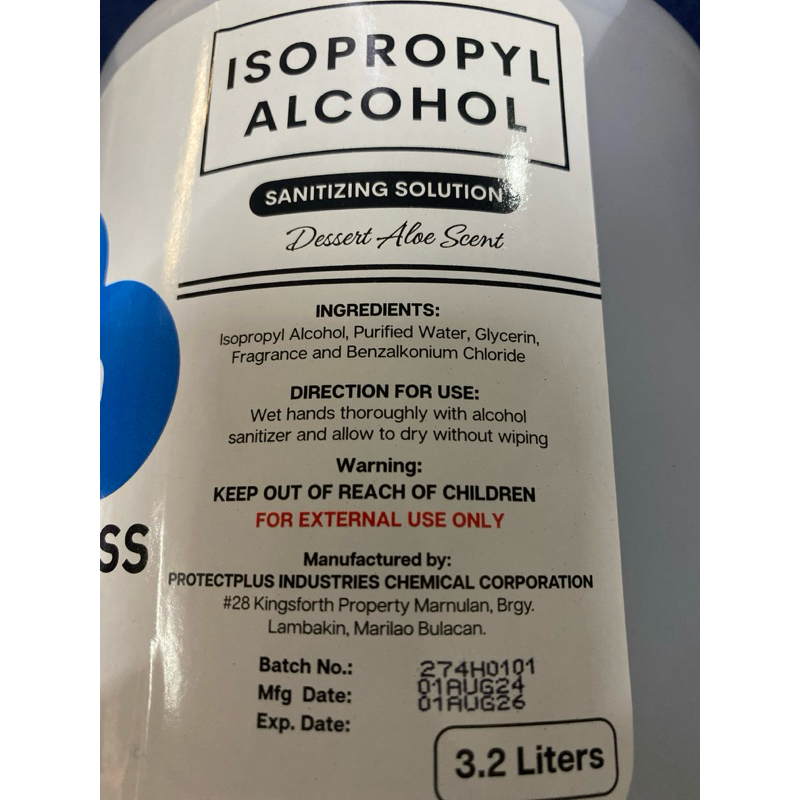 ISOPROPYL
ALCOHOL
SANITIZING SOLUTION
Dessert Aloe Scent
INGREDIENTS:
Isopropyl Alcohol, Purified Water, Glycerin,
Fragrance and Benzalkonium Chloride
DIRECTION FOR USE:
Wet hands thoroughly with alcohol
sanitizer and allow to dry without wiping
Warning:
KEEP OUT OF REACH OF CHILDREN
FOR EXTERNAL USE ONLY
SS
Manufactured by:
PROTECTPLUS INDUSTRIES CHEMICAL CORPORATION
#28 Kingsforth Property Marnulan, Brgy.
Lambakin, Marilao Bulacan.
Batch No.: 274H0101
Mfg Date: 01AUG24
Exp. Date: 01AUG26
3.2 Liters